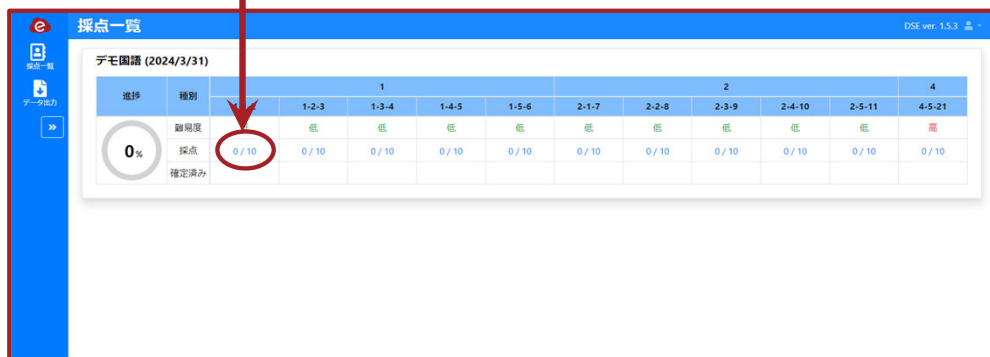 採点一覧
DSE ver. 1.5.3
採点一覧
データ出力
デモ国語 (2024/3/31)
進捗 種別 1 2 4
1-2-3 1-3-4 1-4-5 1-5-6 2-1-7 2-2-8 2-3-9 2-4-10 2-5-11 4-5-21
難易度 低 低 低 低 低 低 低 低 低 高
0% 採点 0 / 10 0 / 10 0 / 10 0 / 10 0 / 10 0 / 10 0 / 10 0 / 10 0 / 10 0 / 10 0 / 10
確定済み